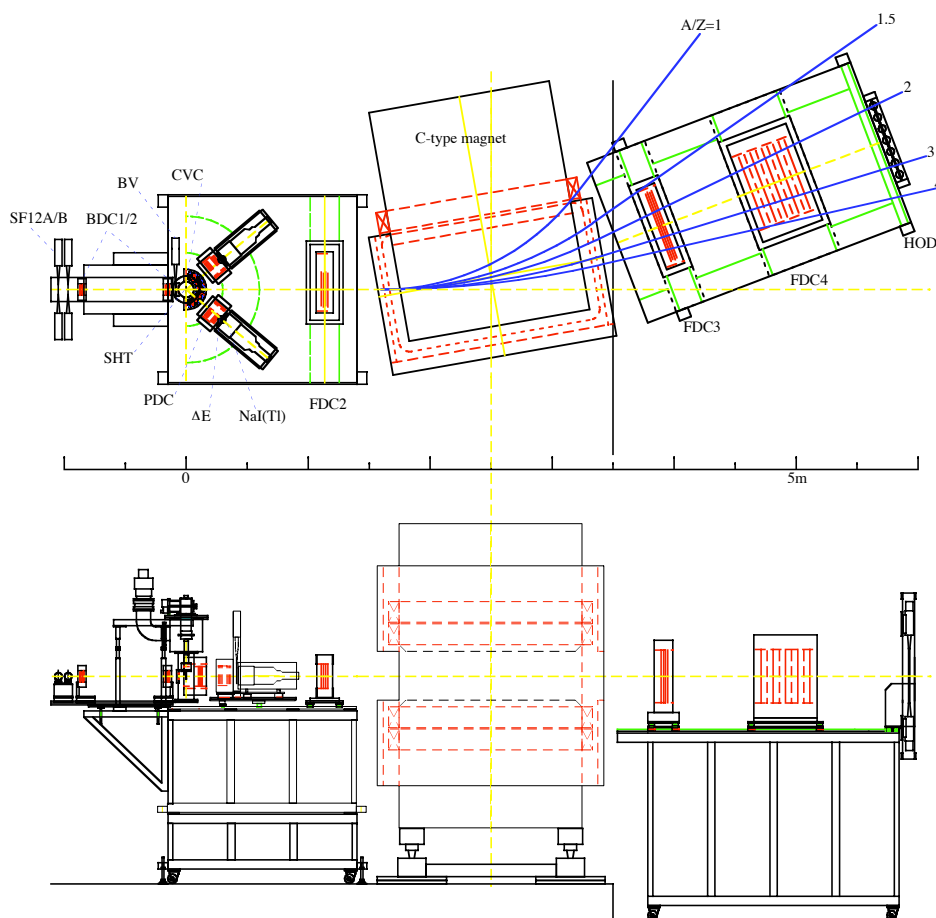 A/Z=1
1.5
2
3
C-type magnet
CVC
BV
SF12A/B
BDC1/2
HOD
FDC4
FDC3
SHT
PDC
ΔE
NaI(Tl)
FDC2
0
5m